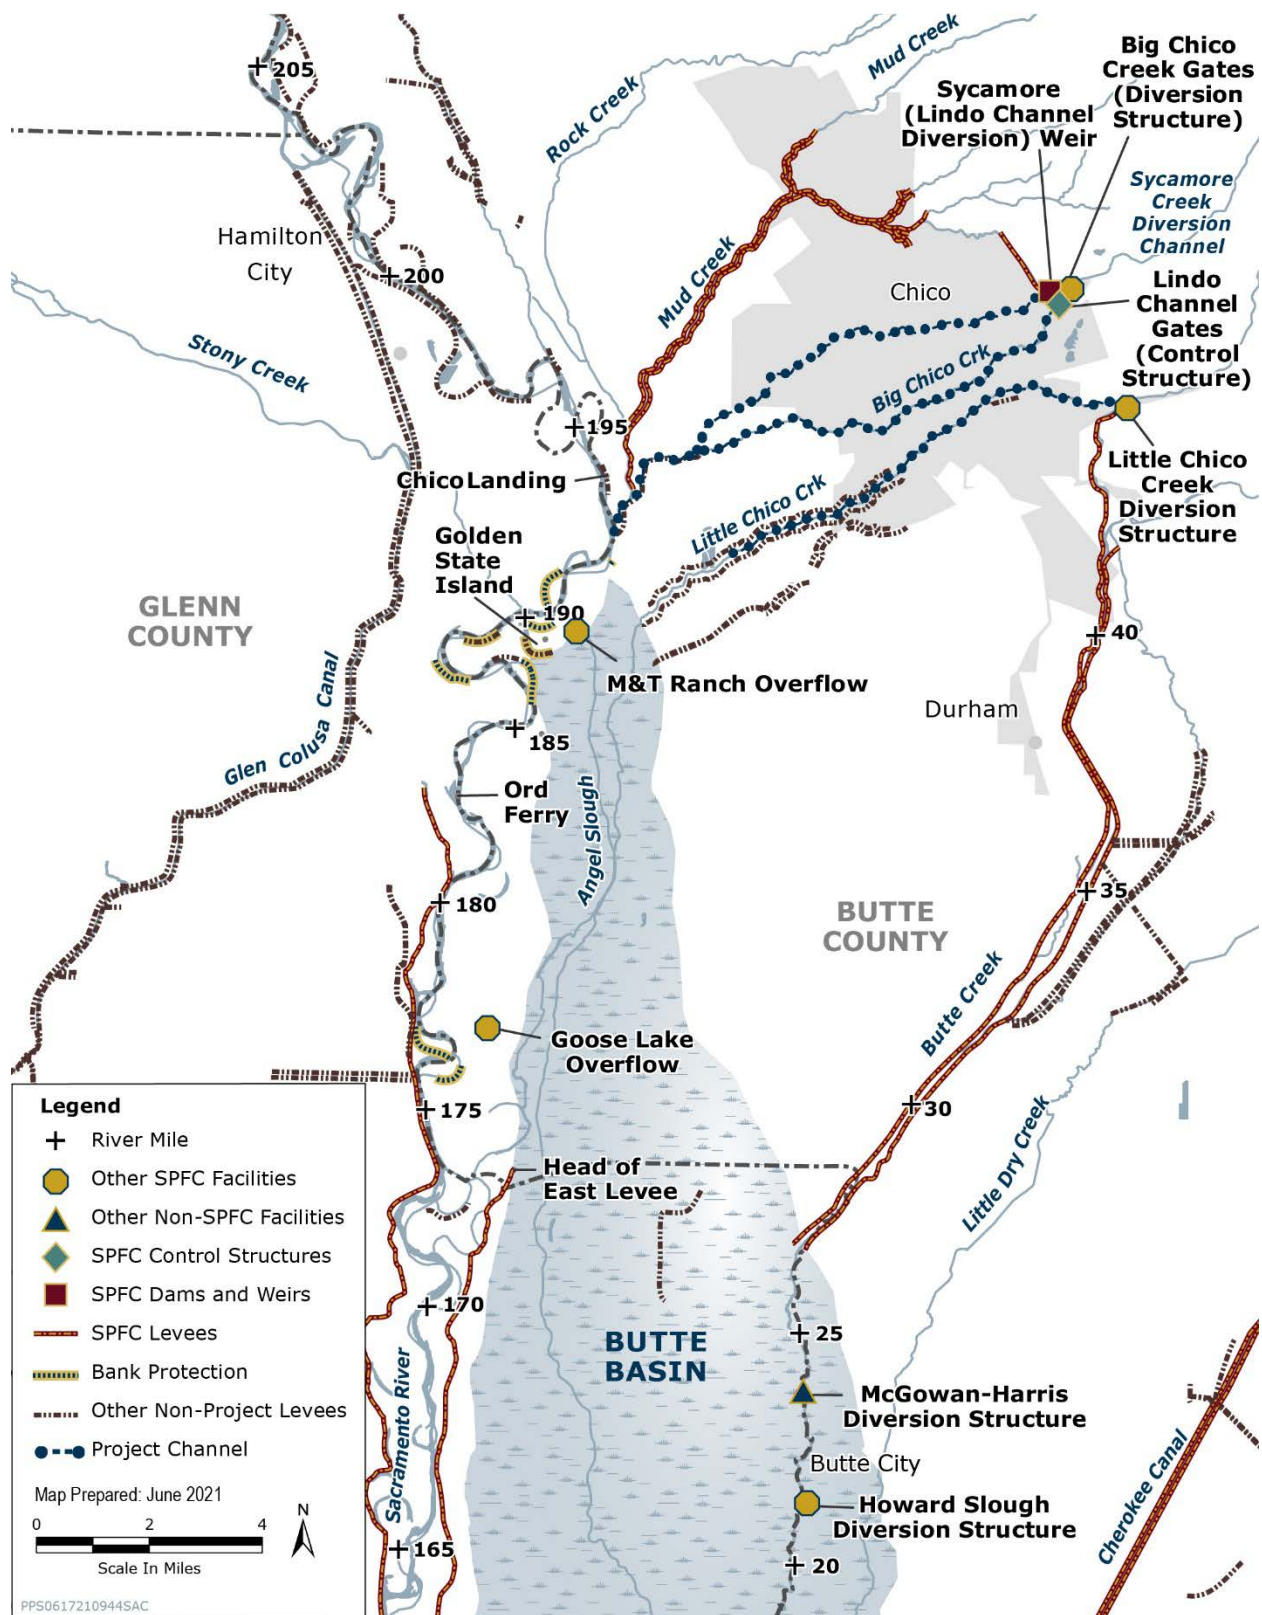 205
Mud Creek
Big Chico
Creek Gates
(Diversion
Structure)
Sycamore
(Lindo Channel
Diversion) Weir
Rock Creek
Sycamore
Creek
Diversion
Channel
Hamilton
City
200
Mud Creek
Chico
Lindo
Channel
Gates
(Control
Structure)
Stony Creek
Big Chico Crk
195
Chico Landing
Little Chico
Creek
Diversion
Structure
Little Chico Crk
Golden
State
Island
GLENN
COUNTY
190
40
M&T Ranch Overflow
Durham
185
Glen Colusa Canal
Ord
Ferry
Angel Slough
180
35
BUTTE
COUNTY
Butte Creek
Goose Lake
Overflow
175
30
Head of
East Levee
Little Dry Creek
170
25
BUTTE
BASIN
Sacramento River
McGowan-Harris
Diversion Structure
Butte City
Howard Slough
Diversion Structure
Cherokee Canal
165
20
Legend
River Mile
Other SPFC Facilities
Other Non-SPFC Facilities
SPFC Control Structures
SPFC Dams and Weirs
SPFC Levees
Bank Protection
Other Non-Project Levees
Project Channel
Map Prepared: June 2021
N
0 2 4
Scale In Miles
PPS0617210944SAC